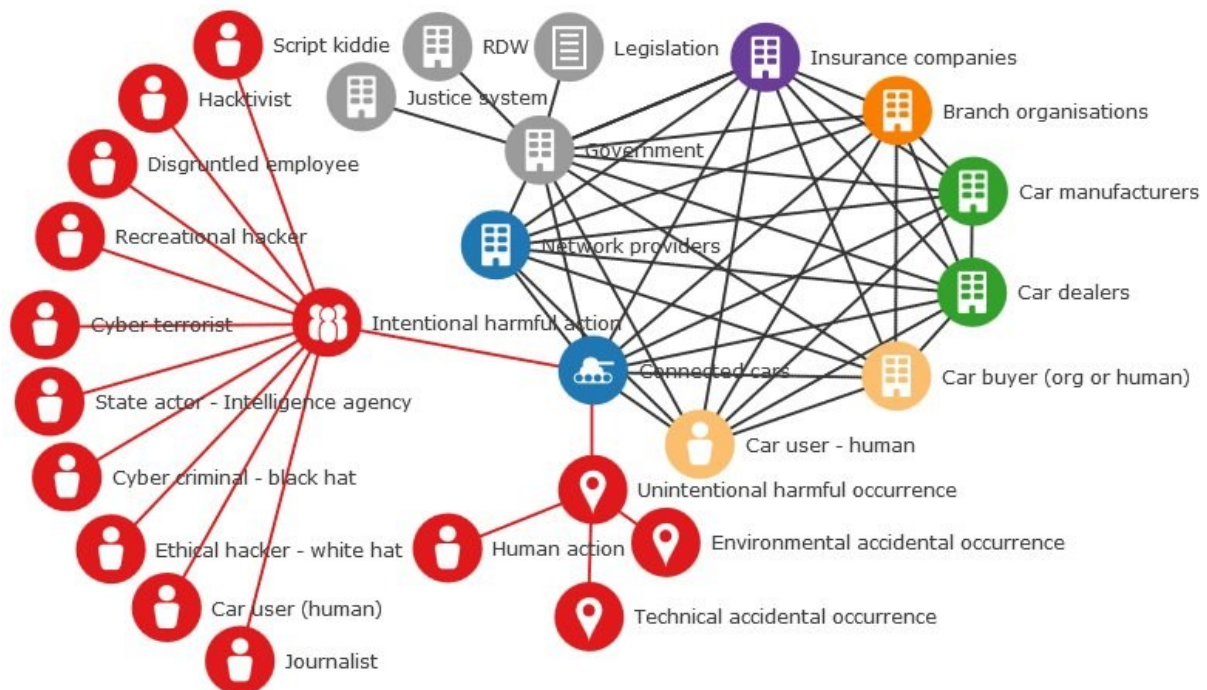 Script kiddie
RDW
Legislation
Insurance companies
Hacktivist
Justice system
Branch organisations
Disgruntled employee
Government
Car manufacturers
Recreational hacker
Network providers
Car dealers
Cyber terrorist
Intentional harmful action
Connected cars
Car buyer (org or human)
State actor - Intelligence agency
Car user - human
Cyber criminal - black hat
Unintentional harmful occurrence
Ethical hacker - white hat
Human action
Environmental accidental occurrence
Car user (human)
Technical accidental occurrence
Journalist